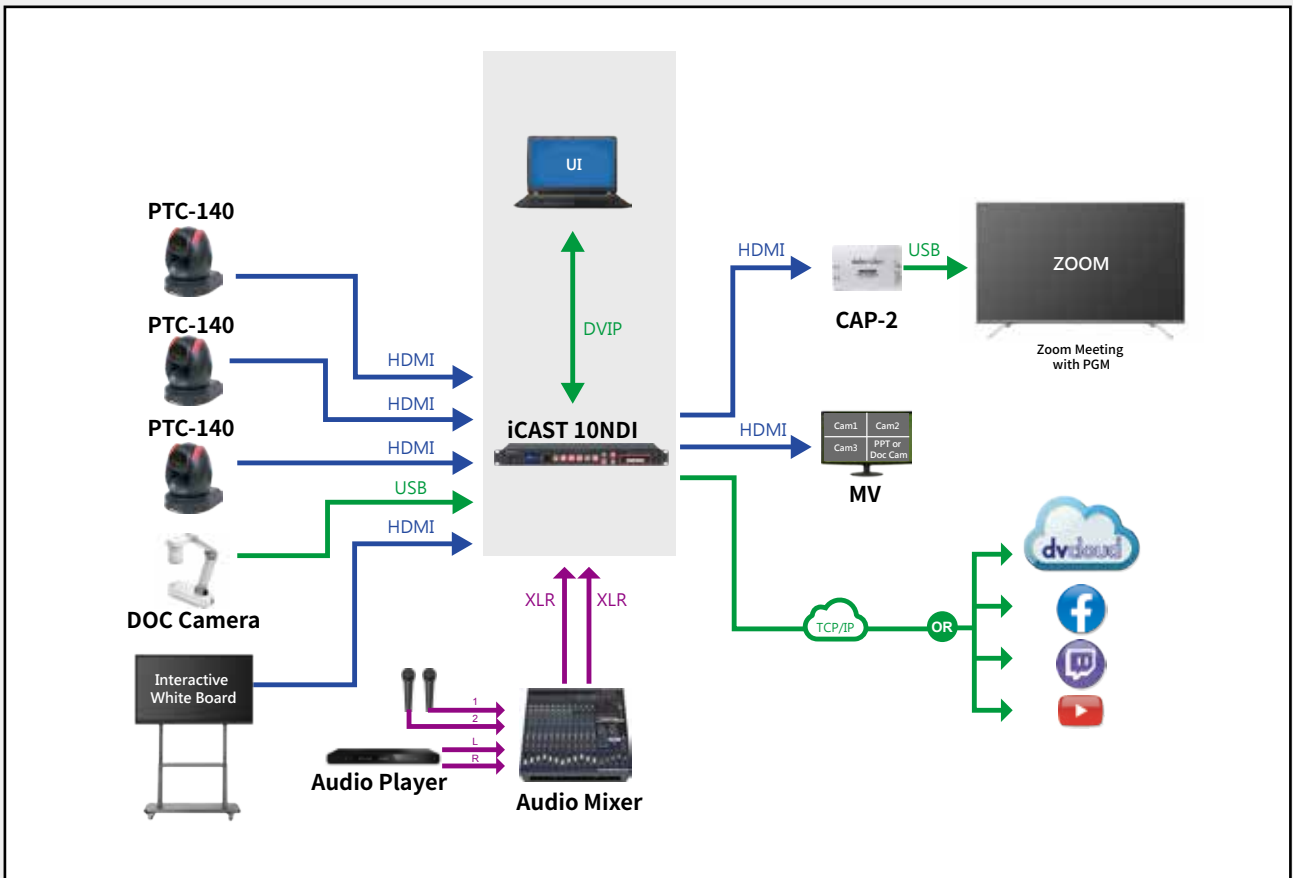 UI
PTC-140
HDMI
USB
ZOOM
PTC-140
DVIP
CAP-2
HDMI
Zoom Meeting
with PGM
HDMI
PTC-140
iCAST 10NDI
HDMI
Cam1
Cam2
HDMI
Cam3
PPT or
Doc Cam
USB
MV
HDMI
dvcloud
DOC Camera
XLR
XLR
TCP/IP
OR
Interactive
White Board
1
2
L
R
Audio Player
Audio Mixer